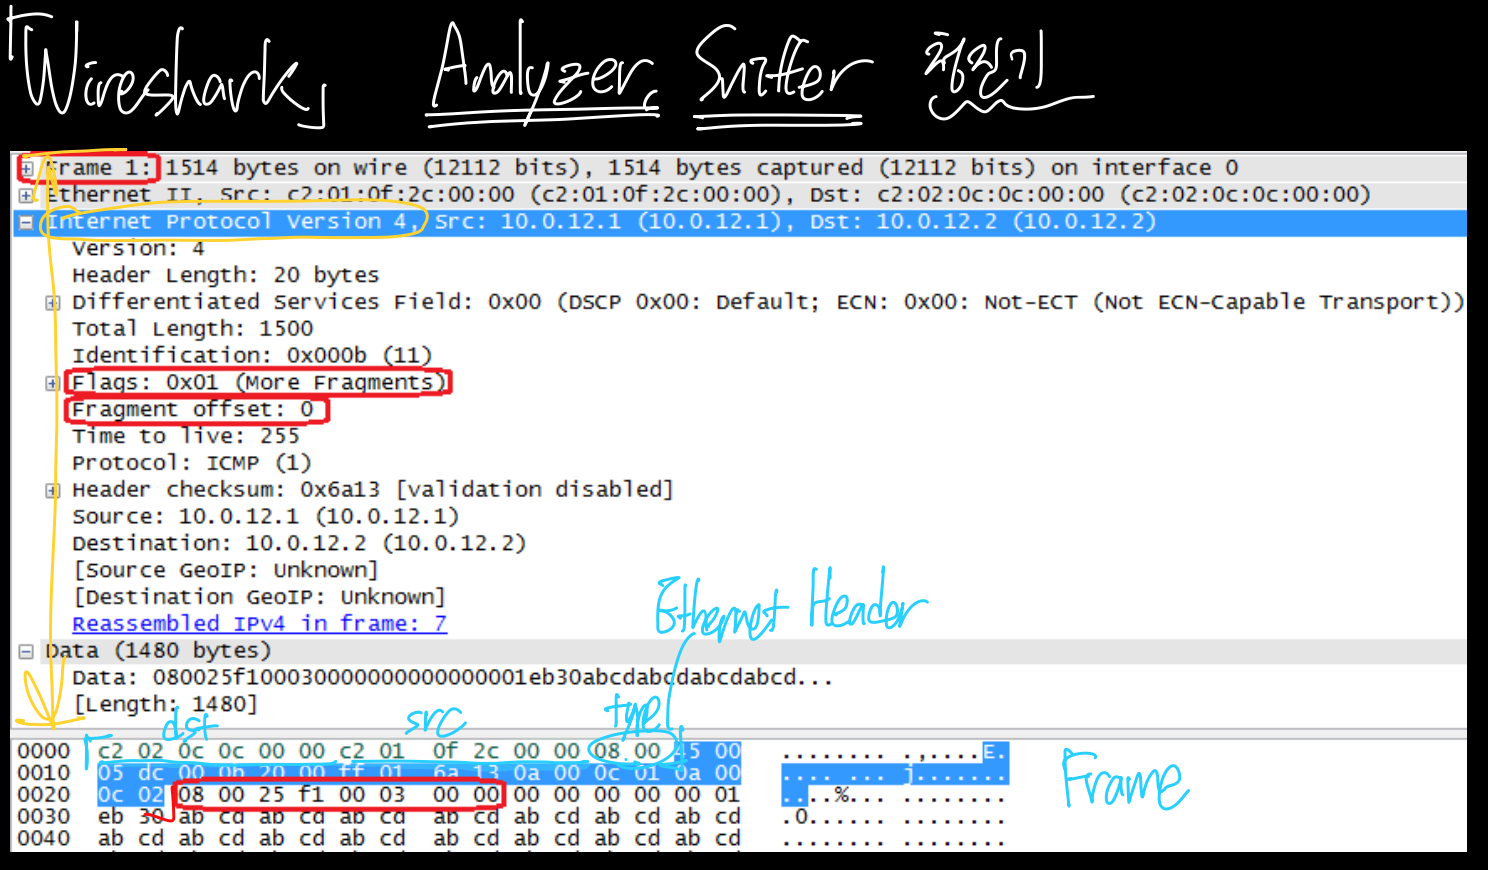 「Wireshark」 Analyzer, Sniffer 청진기
Frame 1: 1514 bytes on wire (12112 bits), 1514 bytes captured (12112 bits) on interface 0
Ethernet II, Src: c2:01:0f:2c:00:00 (c2:01:0f:2c:00:00), Dst: c2:02:0c:0c:00:00 (c2:02:0c:0c:00:00)
Internet Protocol Version 4, Src: 10.0.12.1 (10.0.12.1), Dst: 10.0.12.2 (10.0.12.2)
Version: 4
Header Length: 20 bytes
Differentiated Services Field: 0x00 (DSCP 0x00: Default; ECN: 0x00: Not-ECT (Not ECN-Capable Transport))
Total Length: 1500
Identification: 0x000b (11)
Flags: 0x01 (More Fragments)
Fragment offset: 0
Time to live: 255
Protocol: ICMP (1)
Header checksum: 0x6a13 [validation disabled]
Source: 10.0.12.1 (10.0.12.1)
Destination: 10.0.12.2 (10.0.12.2)
[Source GeoIP: Unknown]
[Destination GeoIP: Unknown]
Ethernet Header
Reassembled IPv4 in frame: 7
Data (1480 bytes)
Data: 080025f1000300000000000000001eb30abcdabcdabcdabcd...
[Length: 1480]
dst src type
0000 c2 02 0c 0c 00 00 c2 01 0f 2c 00 00 08 00 45 00 ........ .,....E.
0010 05 dc 00 0b 20 00 ff 01 6a 13 0a 00 0c 01 0a 00 .... ... j.......
0020 0c 02 08 00 25 f1 00 03 00 00 00 00 00 00 00 01 ....%... ........
Frame
0030 eb 30 ab cd ab cd ab cd ab cd ab cd ab cd ab cd .0...... ........
0040 ab cd ab cd ab cd ab cd ab cd ab cd ab cd ab cd ........ ........